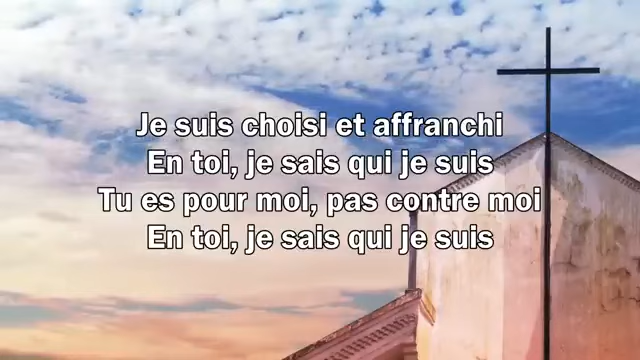 Je suis choisi et affranchi
En toi, je sais qui je suis
Tu es pour moi, pas contre moi
En toi, je sais qui je suis